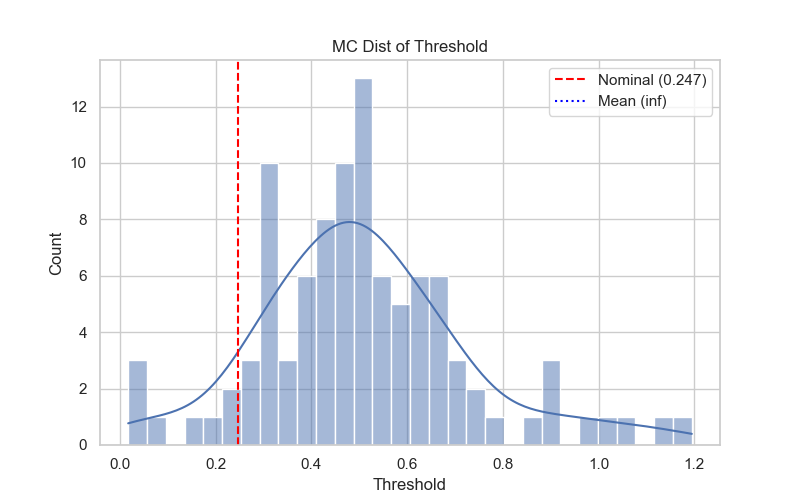 MC Dist of Threshold
Nominal (0.247)
Mean (inf)
Count
12
10
8
6
4
2
0
0.0 0.2 0.4 0.6 0.8 1.0 1.2
Threshold